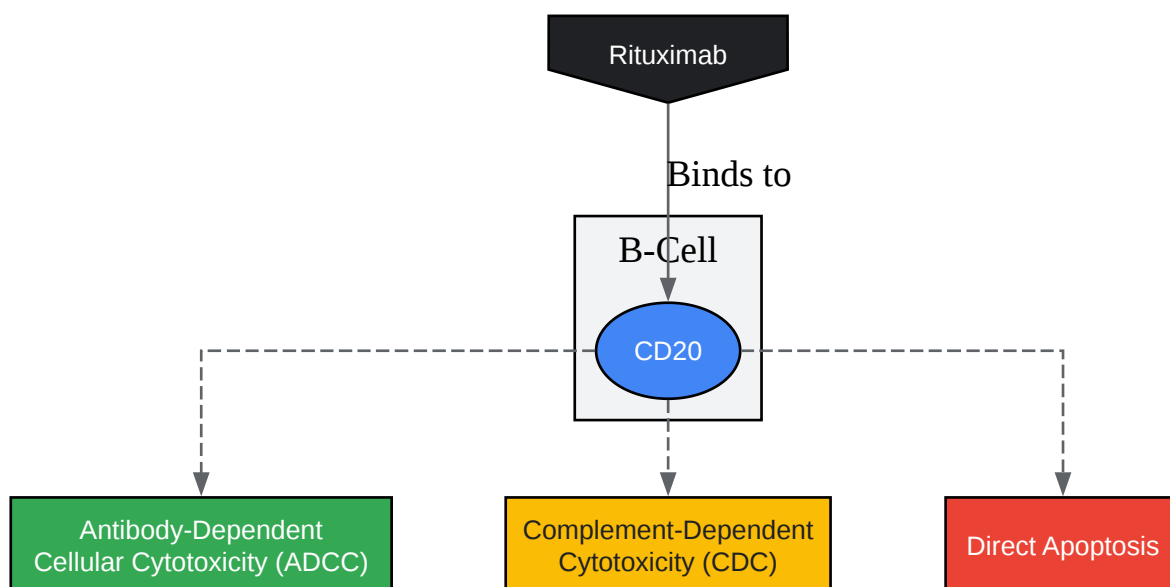 Rituximab
Binds to
B-Cell
CD20
Antibody-Dependent
Cellular Cytotoxicity (ADCC)
Complement-Dependent
Cytotoxicity (CDC)
Direct Apoptosis